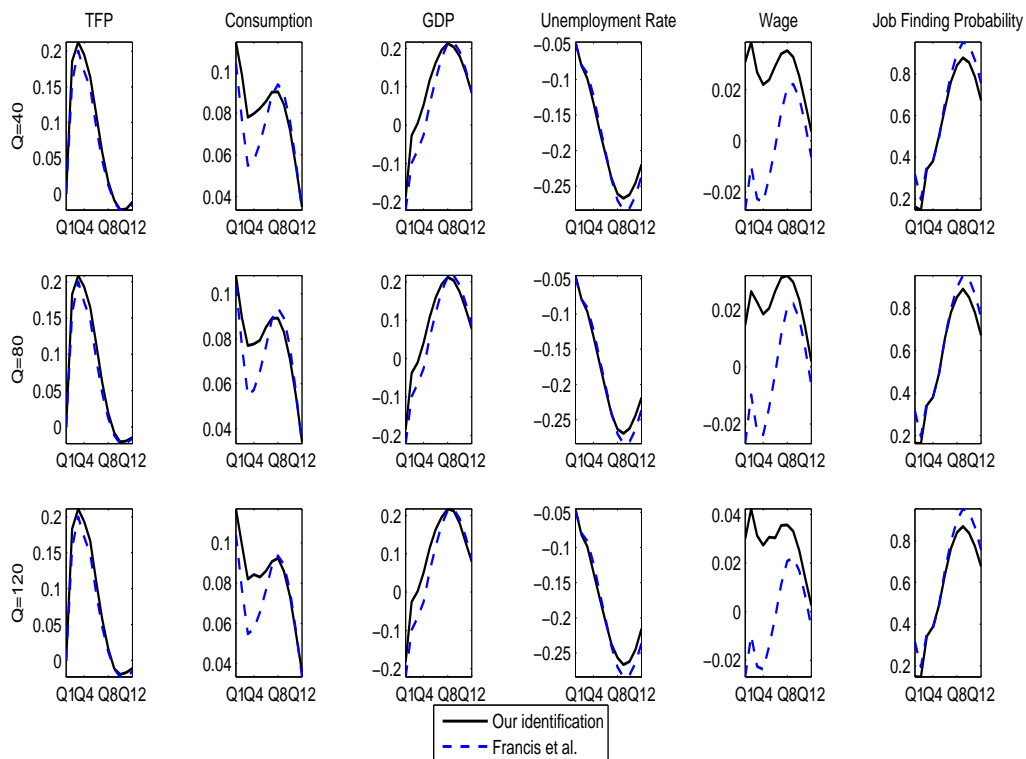 TFP Consumption GDP Unemployment Rate Wage Job Finding Probability
Q=40
0.2 0.15 0.1 0.05 0
0.1 0.08 0.06 0.04
0.2 0.1 0 −0.1 −0.2
−0.05 −0.1 −0.15 −0.2 −0.25
0.02 0 −0.02
0.8 0.6 0.4 0.2
Q1Q4 Q8Q12 Q1Q4 Q8Q12 Q1Q4 Q8Q12 Q1Q4 Q8Q12 Q1Q4 Q8Q12 Q1Q4 Q8Q12
Q=80
0.2 0.15 0.1 0.05 0
0.1 0.08 0.06 0.04
0.2 0.1 0 −0.1 −0.2
−0.05 −0.1 −0.15 −0.2 −0.25
0.02 0 −0.02
0.8 0.6 0.4 0.2
Q1Q4 Q8Q12 Q1Q4 Q8Q12 Q1Q4 Q8Q12 Q1Q4 Q8Q12 Q1Q4 Q8Q12 Q1Q4 Q8Q12
Q=120
0.2 0.15 0.1 0.05 0
0.1 0.08 0.06 0.04
0.2 0.1 0 −0.1 −0.2
−0.05 −0.1 −0.15 −0.2 −0.25
0.04 0.02 0 −0.02
0.8 0.6 0.4 0.2
Q1Q4 Q8Q12 Q1Q4 Q8Q12 Q1Q4 Q8Q12 Q1Q4 Q8Q12 Q1Q4 Q8Q12 Q1Q4 Q8Q12
Our identification
Francis et al.